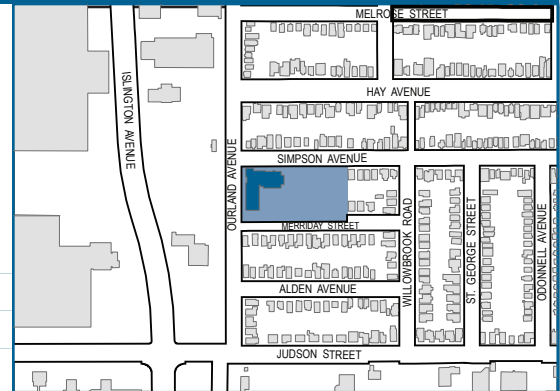 MELROSE STREET
HAY AVENUE
ISLINGTON AVENUE
OURLAND AVENUE
SIMPSON AVENUE
MERRIDAY STREET
WILLOWBROOK ROAD
ST. GEORGE STREET
ODONNELL AVENUE
ALDEN AVENUE
JUDSON STREET